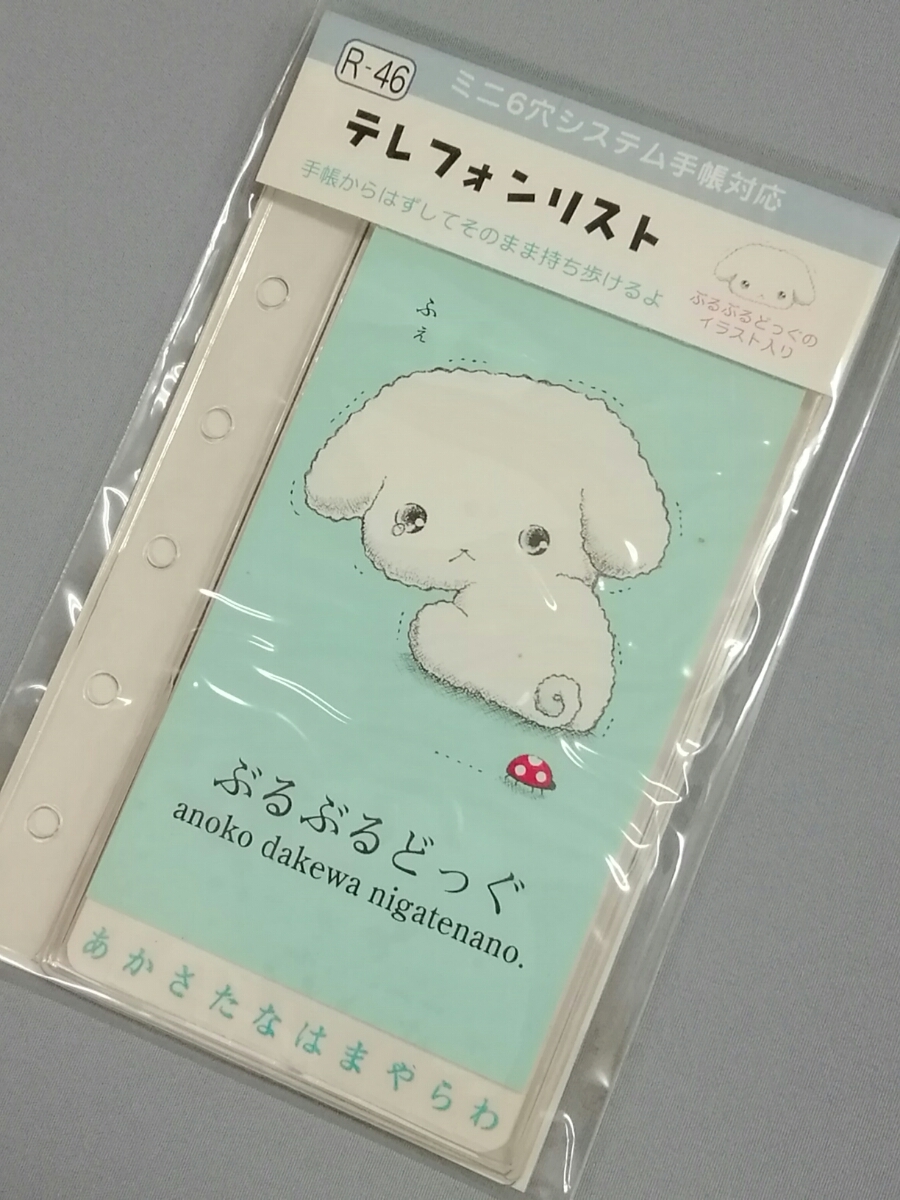 R-46
ミニ6穴システム手帳対応
テレフォンリスト
手帳からはずしてそのまま持ち歩けるよ
ぶるぶるどっぐの
イラスト入り
ふぇ
ぶるぶるどっぐ
anoko dakewa nigatenano.
あかさたなはまやらわ